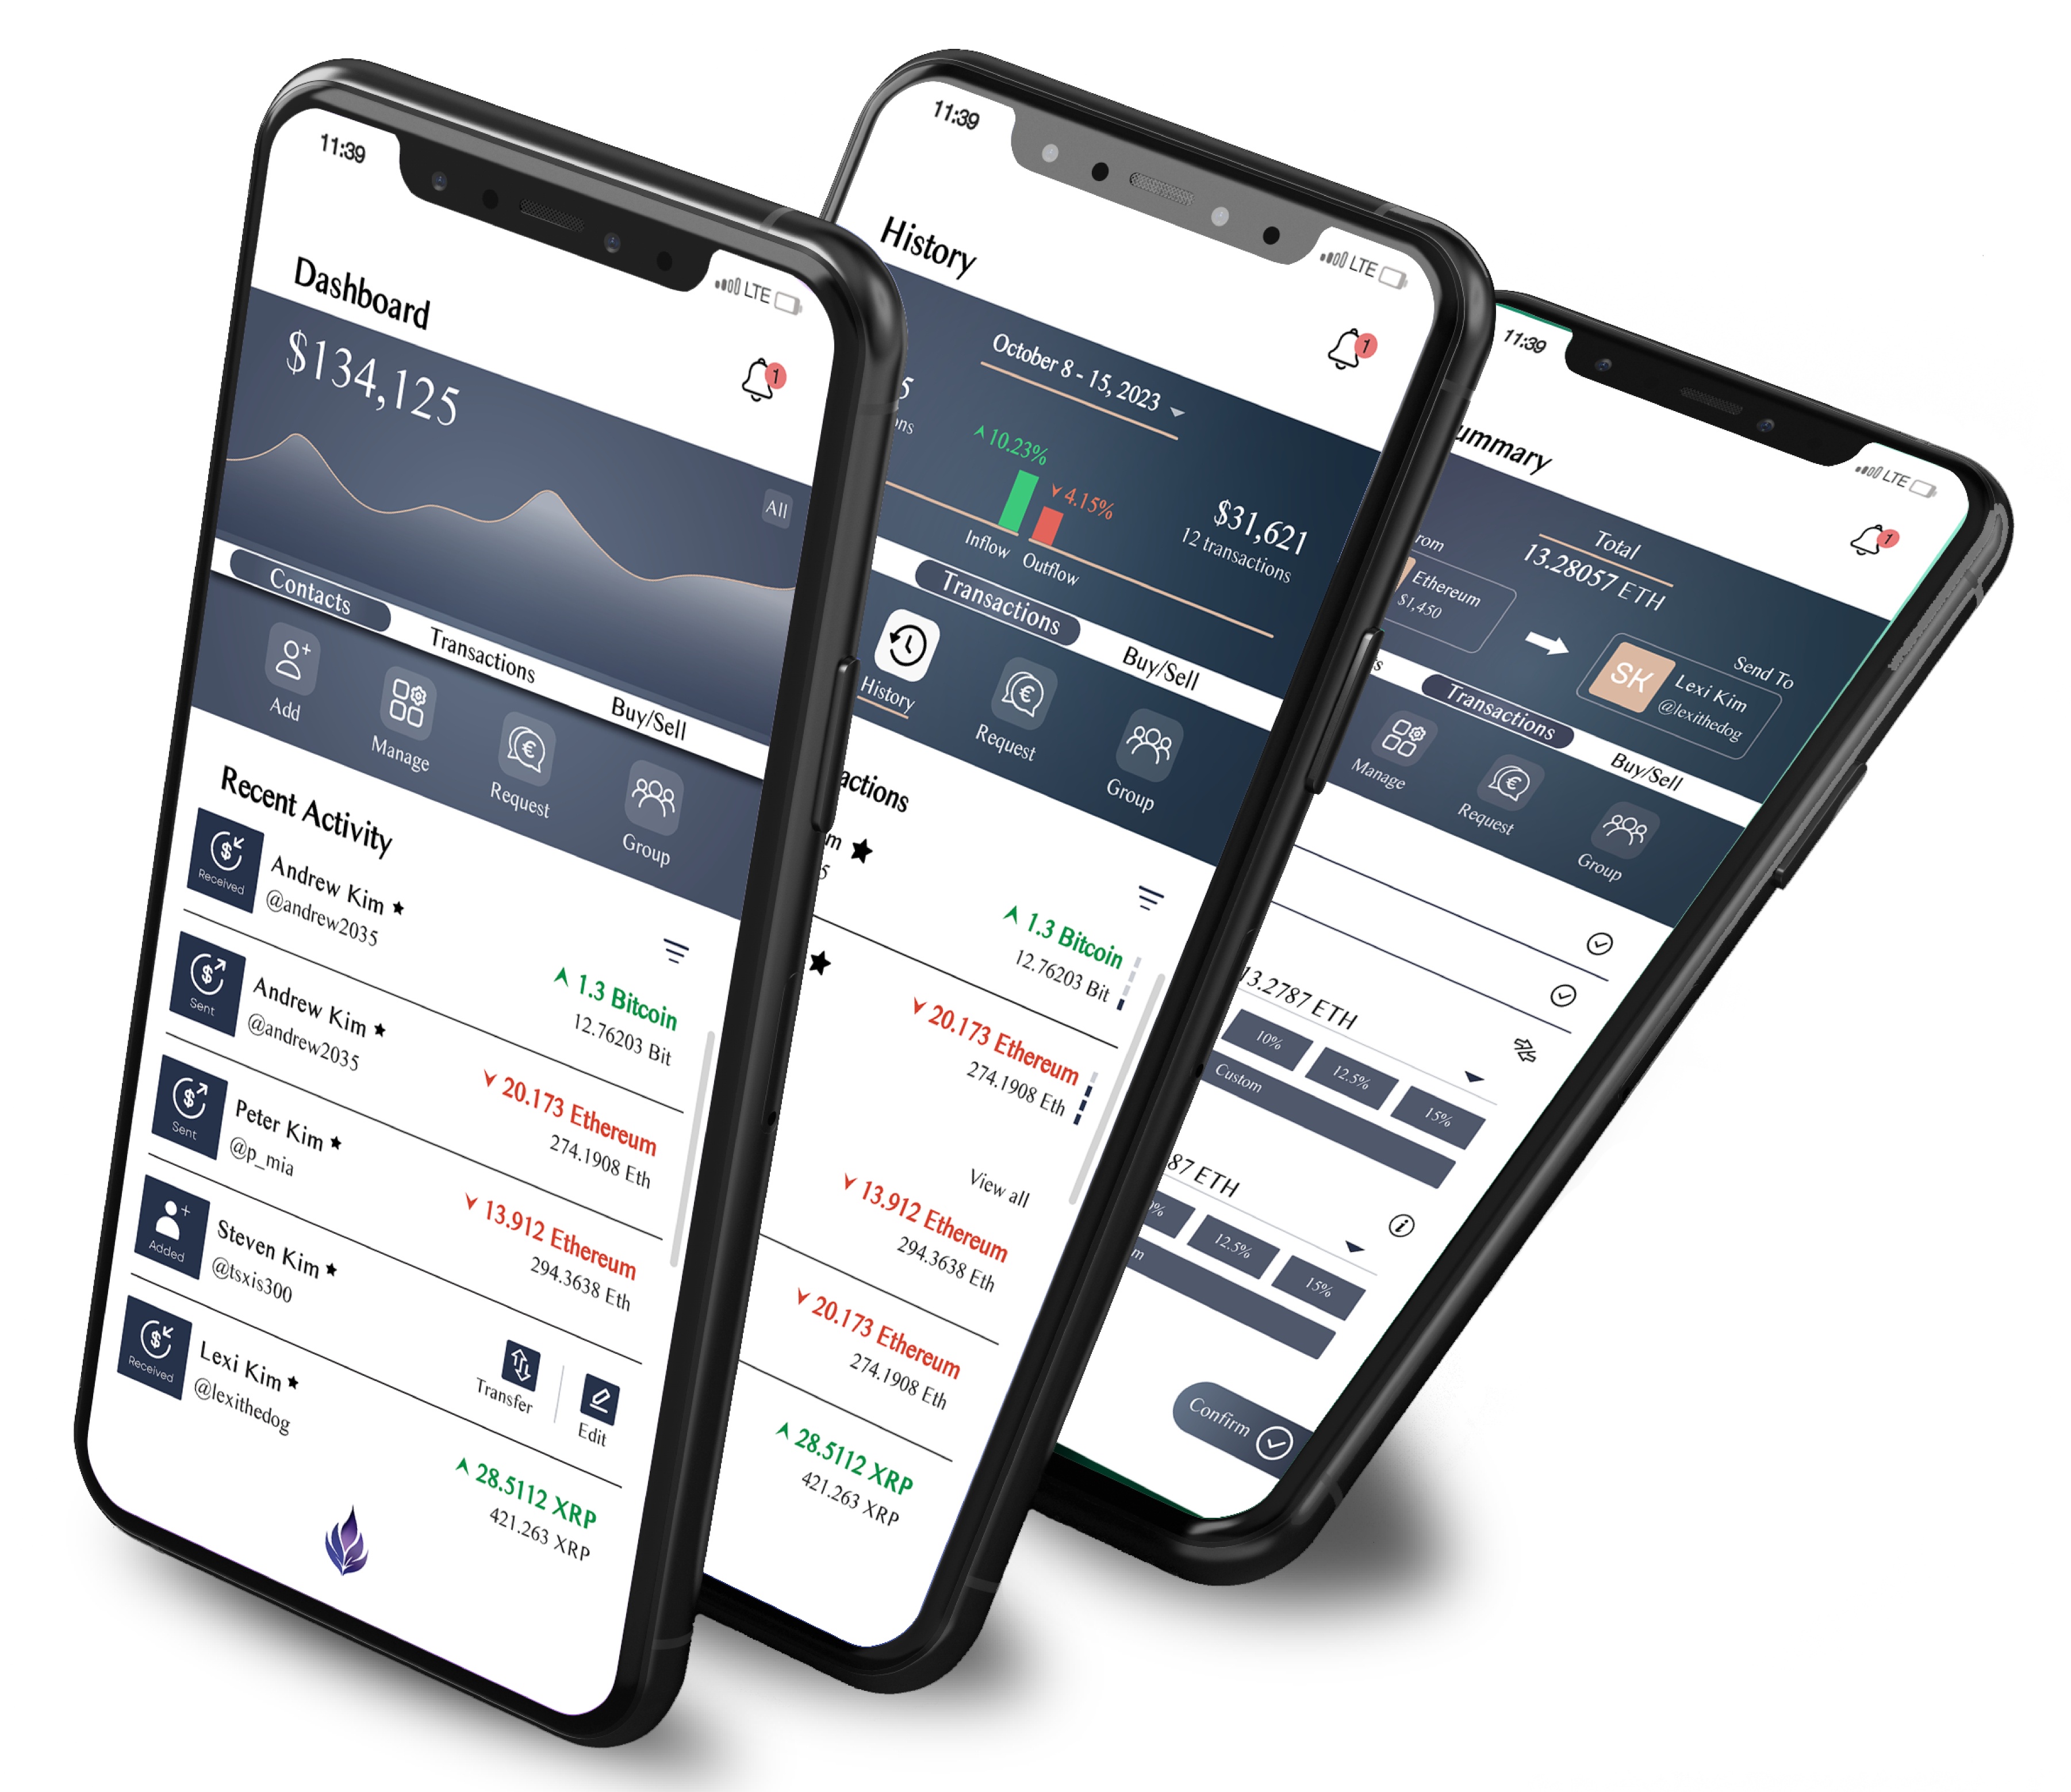 11:39
LTE
Dashboard
1
$134,125
All
Contacts
Transactions
Buy/Sell
Add
Manage
Request
Group
Recent Activity
Received
Andrew Kim
@andrew2035
1.3 Bitcoin
12.76203 Bit
Sent
Andrew Kim
@andrew2035
20.173 Ethereum
274.1908 Eth
Sent
Peter Kim
@p_mia
13.912 Ethereum
294.3638 Eth
Added
Steven Kim
@tsxis300
Transfer
Edit
Received
Lexi Kim
@lexithedog
28.5112 XRP
421.263 XRP
11:39
LTE
History
1
October 8 - 15, 2023
5
ns
10.23%
4.15%
$31,621
12 transactions
Inflow
Outflow
Transactions
Buy/Sell
History
Request
Group
actions
m
5
1.3 Bitcoin
12.76203 Bit
20.173 Ethereum
274.1908 Eth
View all
13.912 Ethereum
294.3638 Eth
20.173 Ethereum
274.1908 Eth
28.5112 XRP
421.263 XRP
11:39
LTE
ummary
1
Total
13.28057 ETH
rom
Ethereum
$1,450
Send To
SK
Lexi Kim
@lexithedog
s
Transactions
Buy/Sell
Manage
Request
Group
13.2787 ETH
10%
12.5%
15%
Custom
87 ETH
%
12.5%
15%
m
Confirm